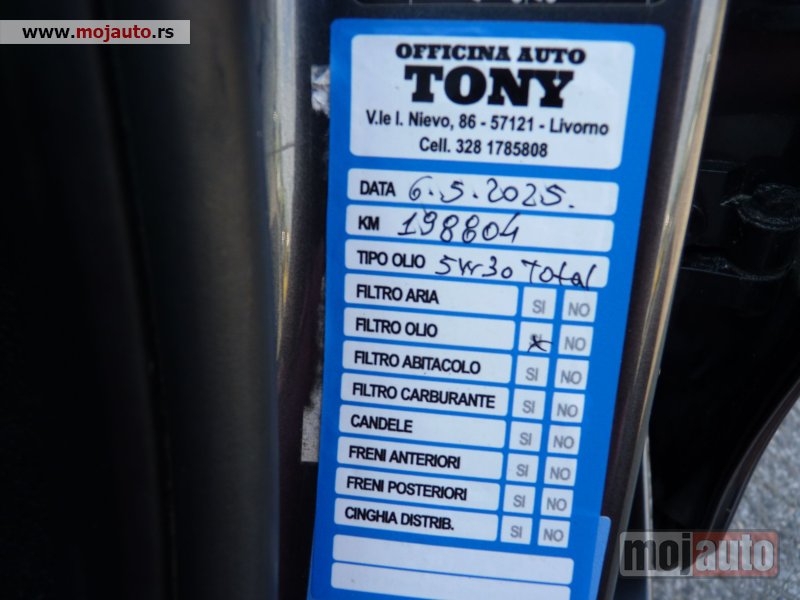 www.mojauto.rs
OFFICINA AUTO
TONY
V.le I. Nievo, 86 - 57121 - Livorno
Cell. 328 1785808
DATA 6.5.2025.
KM 198804
TIPO OLIO 5W30 Total
FILTRO ARIA SI NO
FILTRO OLIO SI NO
FILTRO ABITACOLO SI NO
FILTRO CARBURANTE SI NO
CANDELE SI NO
FRENI ANTERIORI SI NO
FRENI POSTERIORI SI NO
CINGHIA DISTRIB. SI NO
mojauto